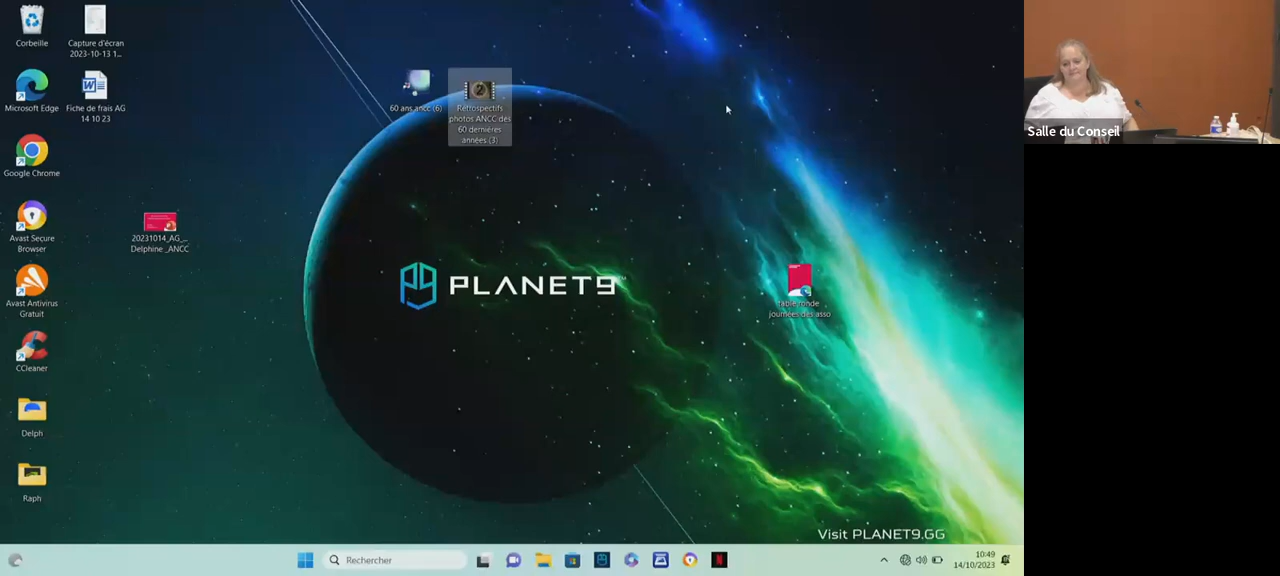 Corbeille
Capture d'écran
2023-10-13 1...
Microsoft Edge
Fiche de frais AG
14 10 23
Google Chrome
Avast Secure
Browser
Avast Antivirus
Gratuit
CCleaner
Delph
Raph
20231014_AG_...
Delphine _ANCC
60 ans ancc (6)
Retrospectifs
photos ANCC des
60 dernières
années (3)
PLANET9
table ronde
journées des asso
Visit PLANET9.GG
Rechercher
10:49
14/10/2023
Salle du Conseil